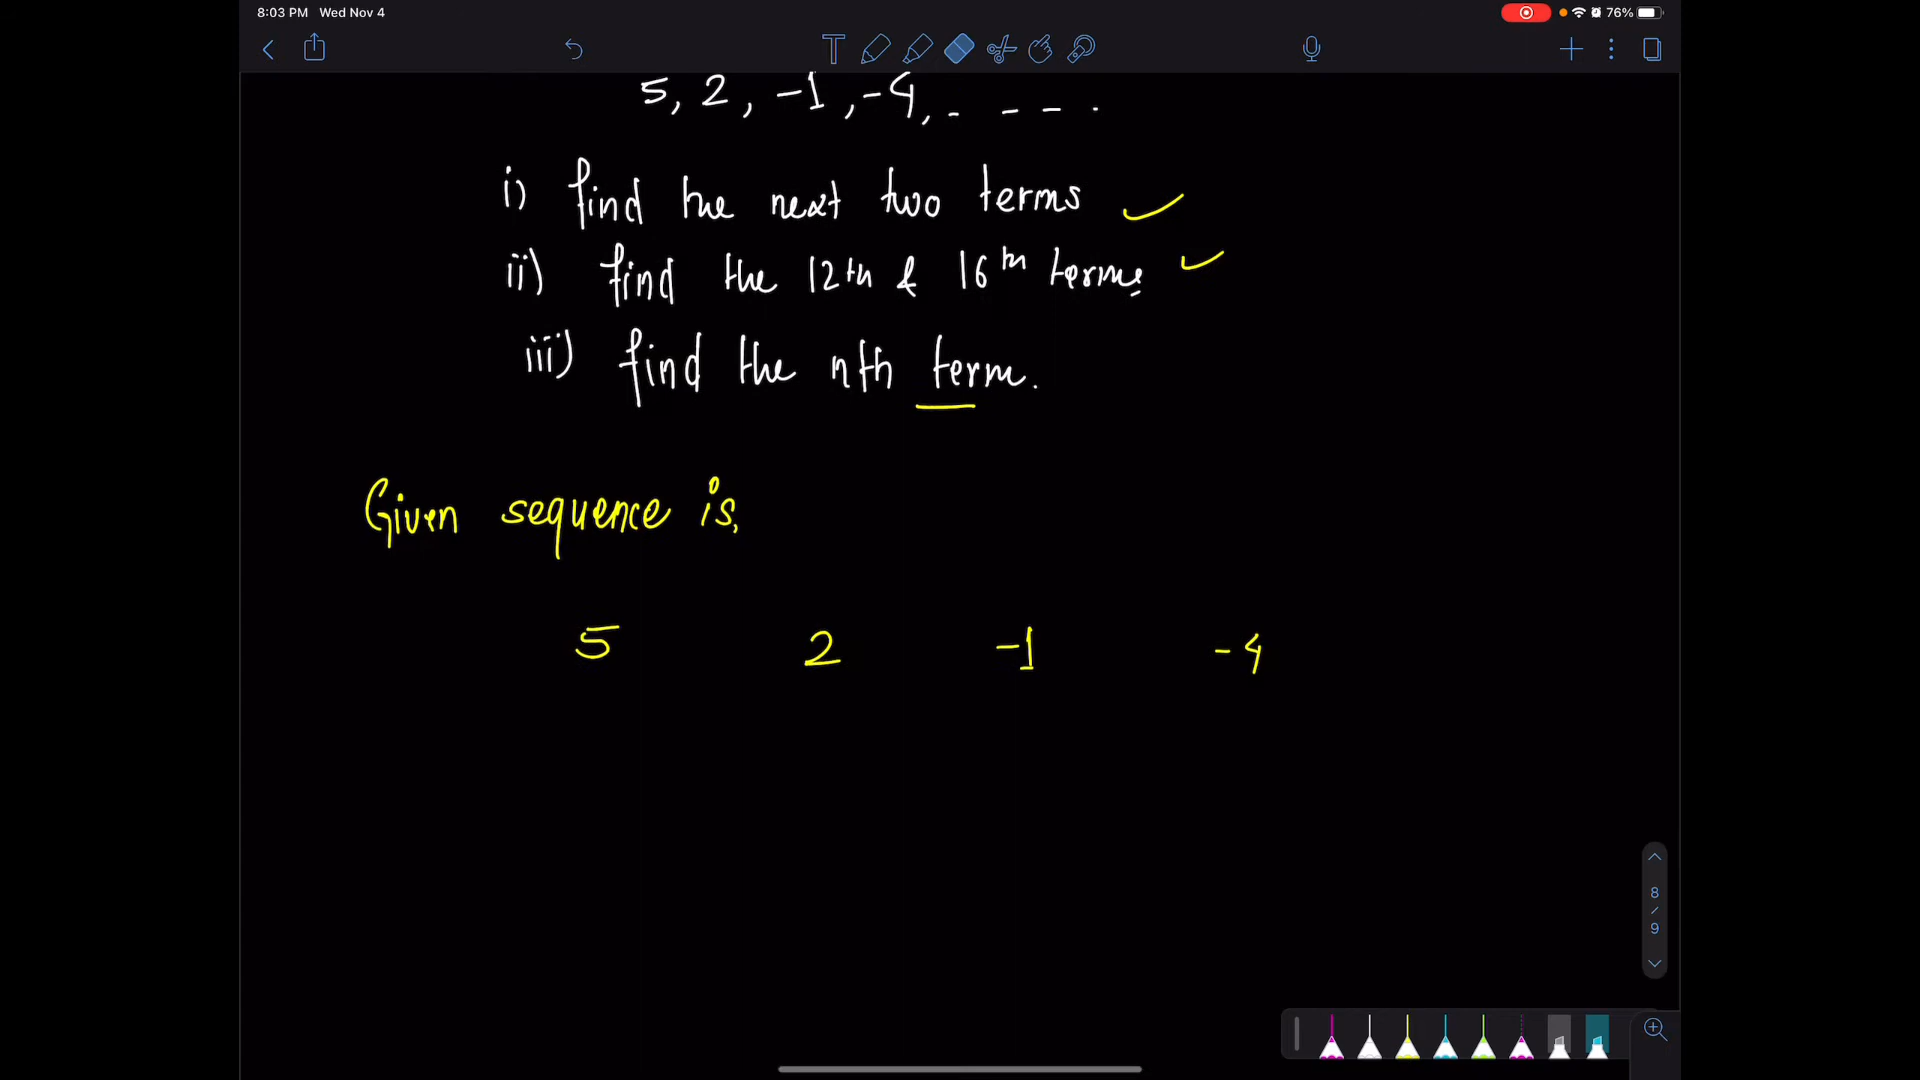 8:03 PM Wed Nov 4
76%
T
5, 2, -1, -4, - - - .
i) find the next two terms
ii) find the 12th & 16th terms
iii) find the nth term.
Given sequence is,
5 2 -1 -4
8
/
9